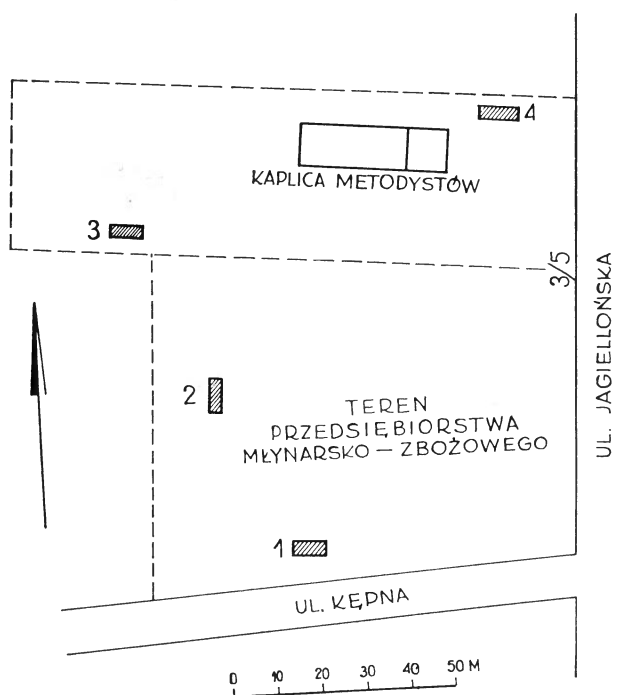 4
KAPLICA METODYSTÓW
3
3/5
UL. JAGIELLOŃSKA
2
TEREN
PRZEDSIĘBIORSTWA
MŁYNARSKO — ZBOŻOWEGO
1
UL. KĘPNA
0 10 20 30 40 50 M